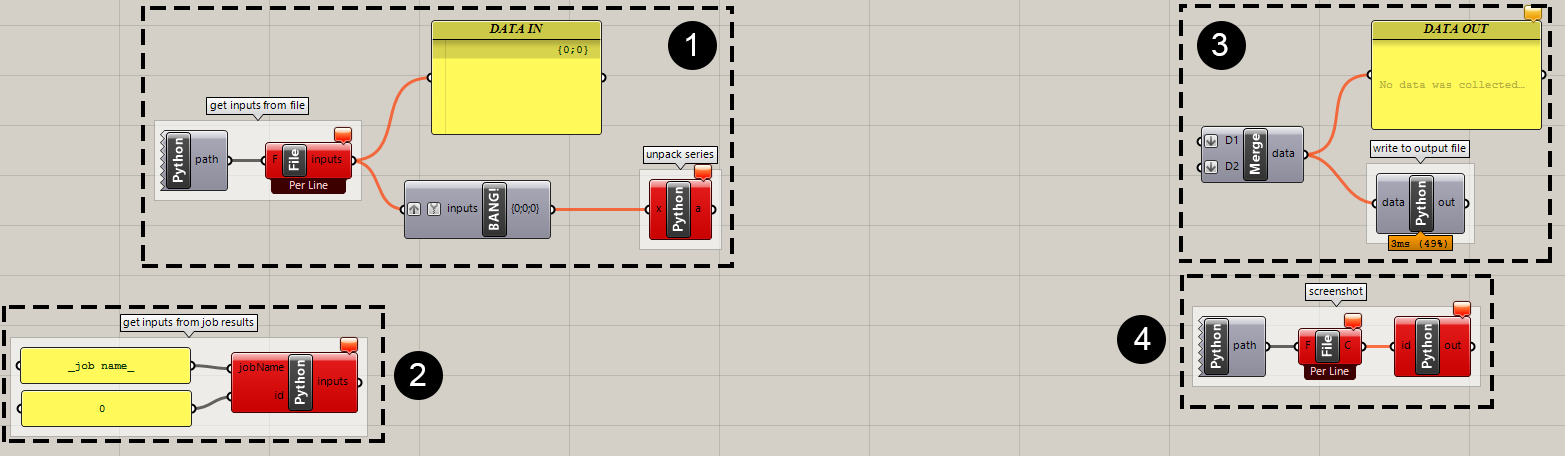 DATA IN
{0;0}
1
get inputs from file
Python
path
F
File
inputs
Per Line
inputs
BANG!
{0;0;0}
unpack series
x
Python
a
get inputs from job results
_job name_
0
jobName
id
Python
inputs
2
3
DATA OUT
No data was collected…
D1
D2
Merge
data
write to output file
data
Python
out
3ms (49%)
4
screenshot
Python
path
F
File
C
Per Line
id
Python
out